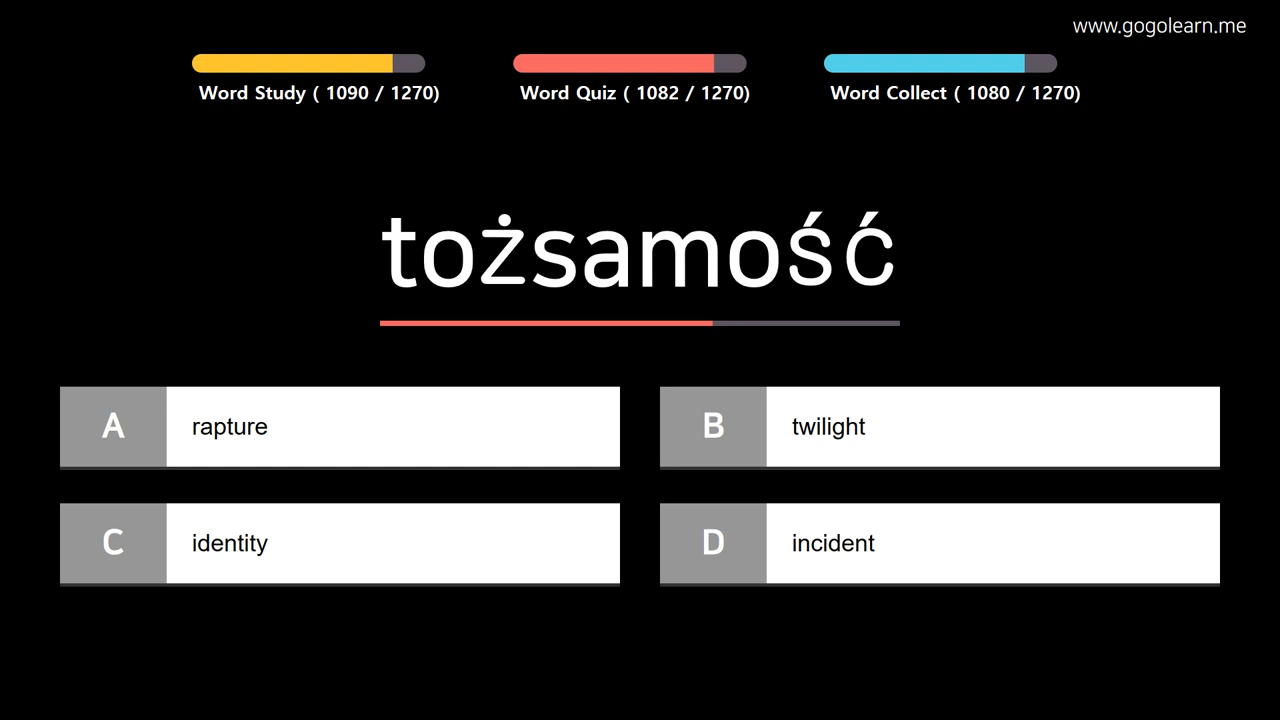 www.gogolearn.me
Word Study ( 1090 / 1270)
Word Quiz ( 1082 / 1270)
Word Collect ( 1080 / 1270)
tożsamość
A rapture
B twilight
C identity
D incident